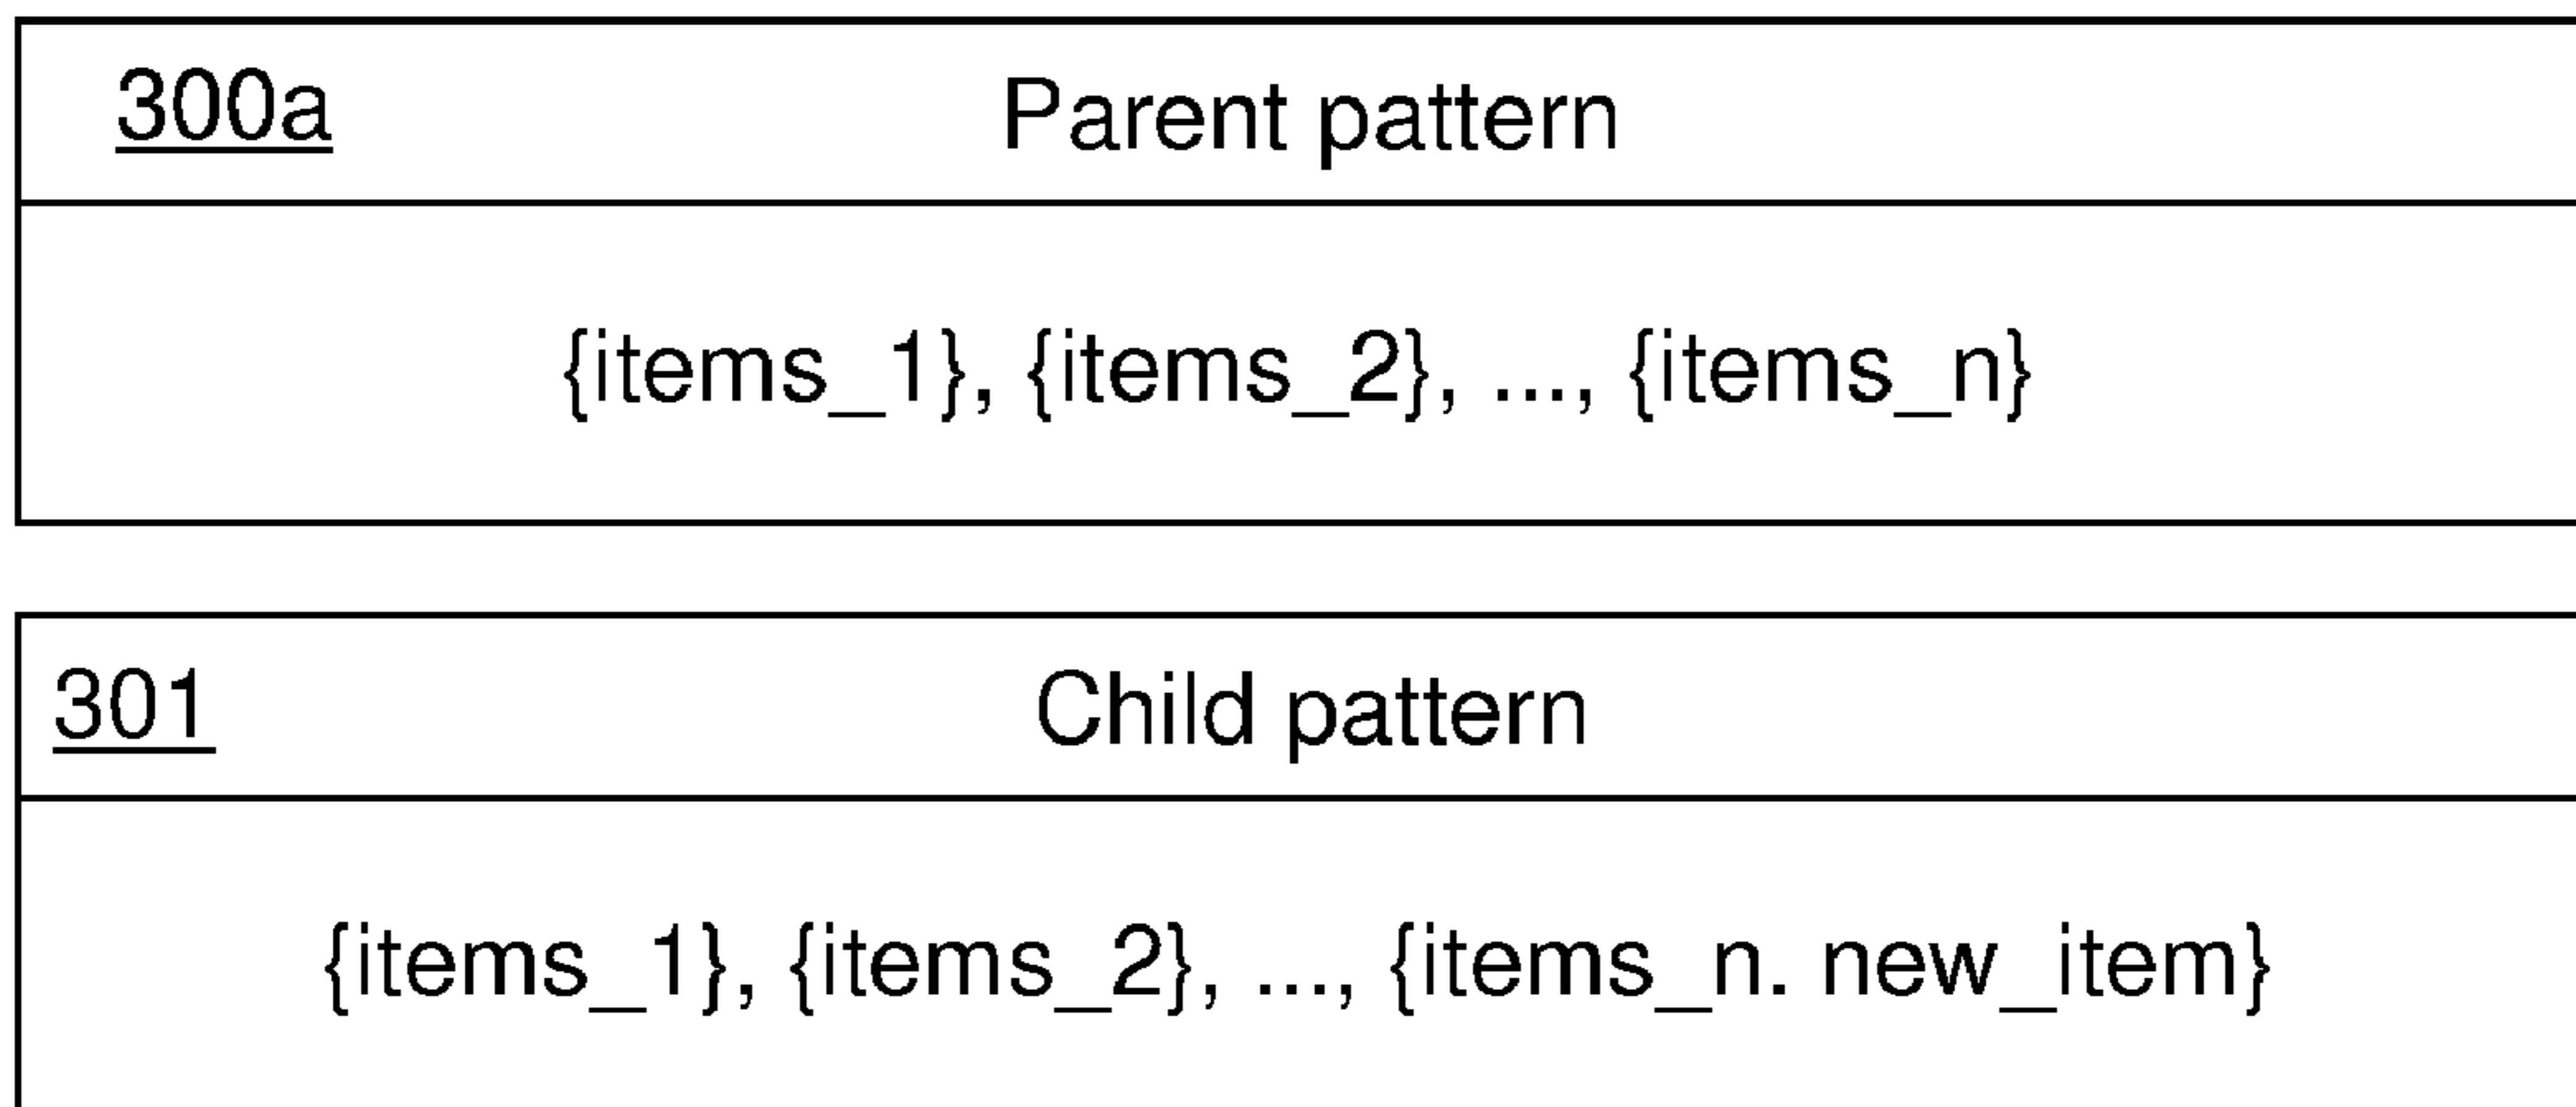 300a Parent pattern
{items_1}, {items_2}, ..., {items_n}
301 Child pattern
{items_1}, {items_2}, ..., {items_n. new_item}